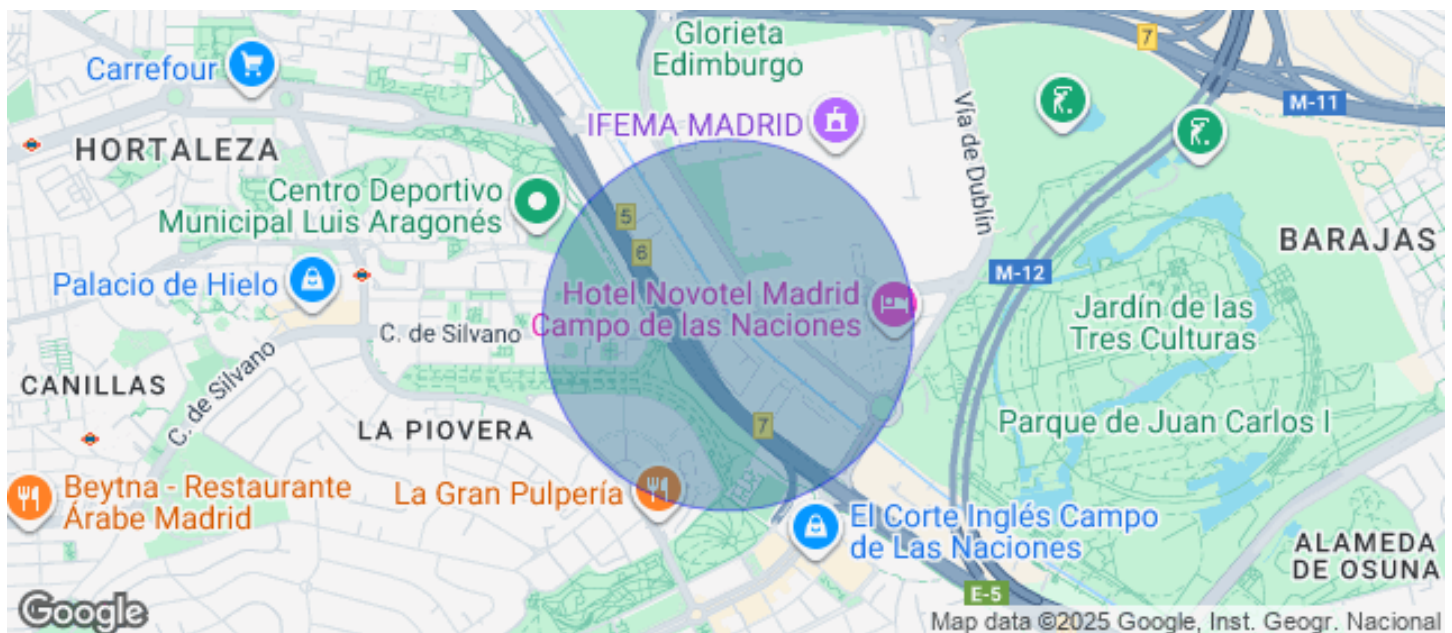 Glorieta
Edimburgo
7
Carrefour
M-11
IFEMA MADRID
HORTALEZA
Vía de Dublín
Centro Deportivo
Municipal Luis Aragonés
5
6
BARAJAS
M-12
Palacio de Hielo
Hotel Novotel Madrid
Campo de las Naciones
Jardín de las
Tres Culturas
C. de Silvano
CANILLAS
C. de Silvano
LA PIOVERA
7
Parque de Juan Carlos I
Beytna - Restaurante
Árabe Madrid
La Gran Pulpería
El Corte Inglés Campo
de Las Naciones
ALAMEDA
DE OSUNA
E-5
Google
Map data ©2025 Google, Inst. Geogr. Nacional